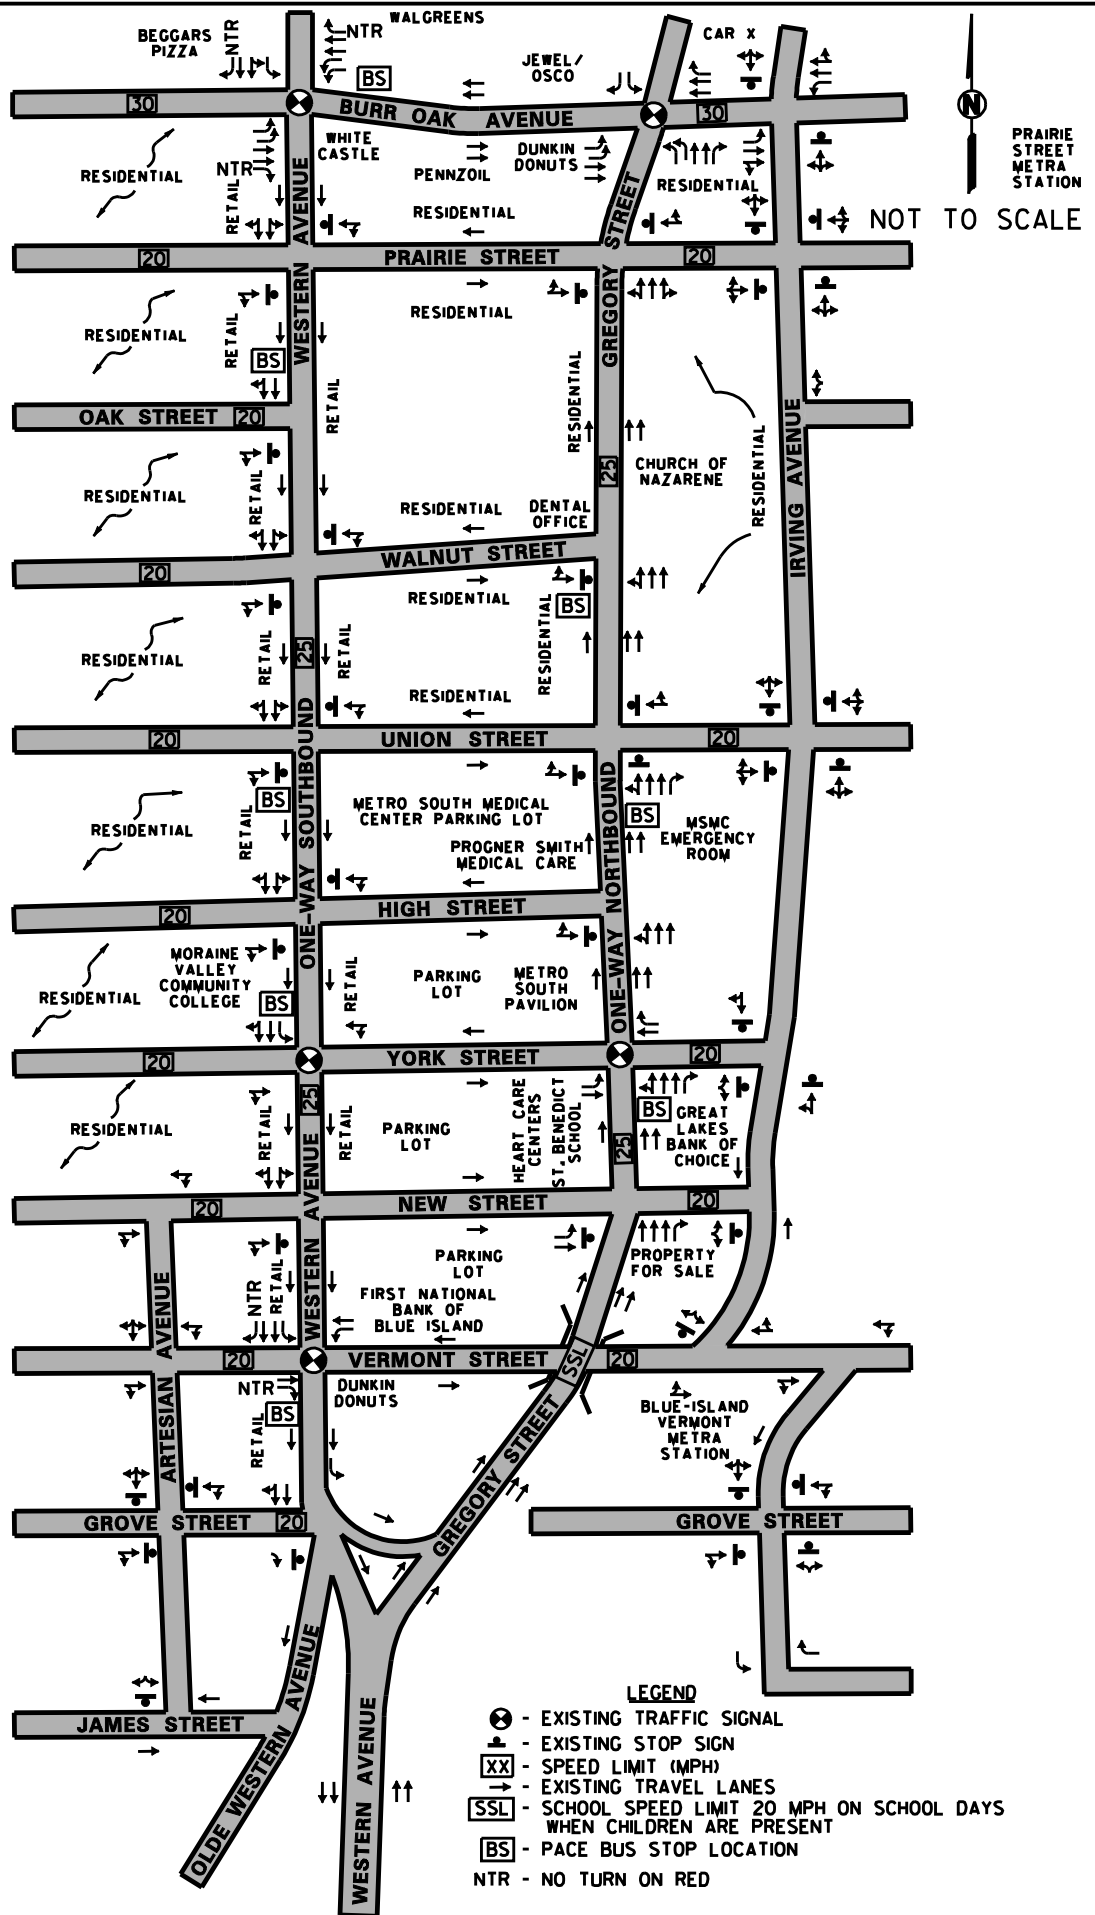 WALGREENS
BEGGARS
PIZZA
NTR
NTR
BS
JEWEL/
OSCO
CAR X
30
BURR OAK AVENUE
30
N
PRAIRIE
STREET
METRA
STATION
NOT TO SCALE
RESIDENTIAL
NTR
RETAIL
WHITE
CASTLE
PENNZOIL
DUNKIN
DONUTS
RESIDENTIAL
RESIDENTIAL
WESTERN AVENUE
GREGORY STREET
20
PRAIRIE STREET
20
RESIDENTIAL
RETAIL
BS
RESIDENTIAL
RETAIL
RESIDENTIAL
OAK STREET
20
25
CHURCH OF
NAZARENE
RESIDENTIAL
IRVING AVENUE
RESIDENTIAL
RETAIL
RESIDENTIAL
DENTAL
OFFICE
20
WALNUT STREET
RESIDENTIAL
RESIDENTIAL
BS
RESIDENTIAL
RETAIL
25
RETAIL
RESIDENTIAL
20
UNION STREET
20
ONE-WAY SOUTHBOUND
ONE-WAY NORTHBOUND
RESIDENTIAL
BS
RETAIL
METRO SOUTH MEDICAL
CENTER PARKING LOT
PROGNER SMITH
MEDICAL CARE
BS
MSMC
EMERGENCY
ROOM
20
HIGH STREET
RESIDENTIAL
MORAINE
VALLEY
COMMUNITY
COLLEGE
BS
RETAIL
PARKING
LOT
METRO
SOUTH
PAVILION
20
YORK STREET
20
RESIDENTIAL
RETAIL
25
RETAIL
PARKING
LOT
HEART CARE
CENTERS
ST. BENEDICT
SCHOOL
25
BS
GREAT
LAKES
BANK OF
CHOICE
20
NEW STREET
20
ARTESIAN AVENUE
NTR
RETAIL
WESTERN AVENUE
PARKING
LOT
FIRST NATIONAL
BANK OF
BLUE ISLAND
PROPERTY
FOR SALE
20
VERMONT STREET
SSL
20
NTR
BS
RETAIL
DUNKIN
DONUTS
GREGORY STREET
BLUE-ISLAND
VERMONT
METRA
STATION
GROVE STREET
20
GROVE STREET
JAMES STREET
OLDE WESTERN AVENUE
WESTERN AVENUE
LEGEND
- EXISTING TRAFFIC SIGNAL
- EXISTING STOP SIGN
XX - SPEED LIMIT (MPH)
- EXISTING TRAVEL LANES
SSL - SCHOOL SPEED LIMIT 20 MPH ON SCHOOL DAYS
WHEN CHILDREN ARE PRESENT
BS - PACE BUS STOP LOCATION
NTR - NO TURN ON RED